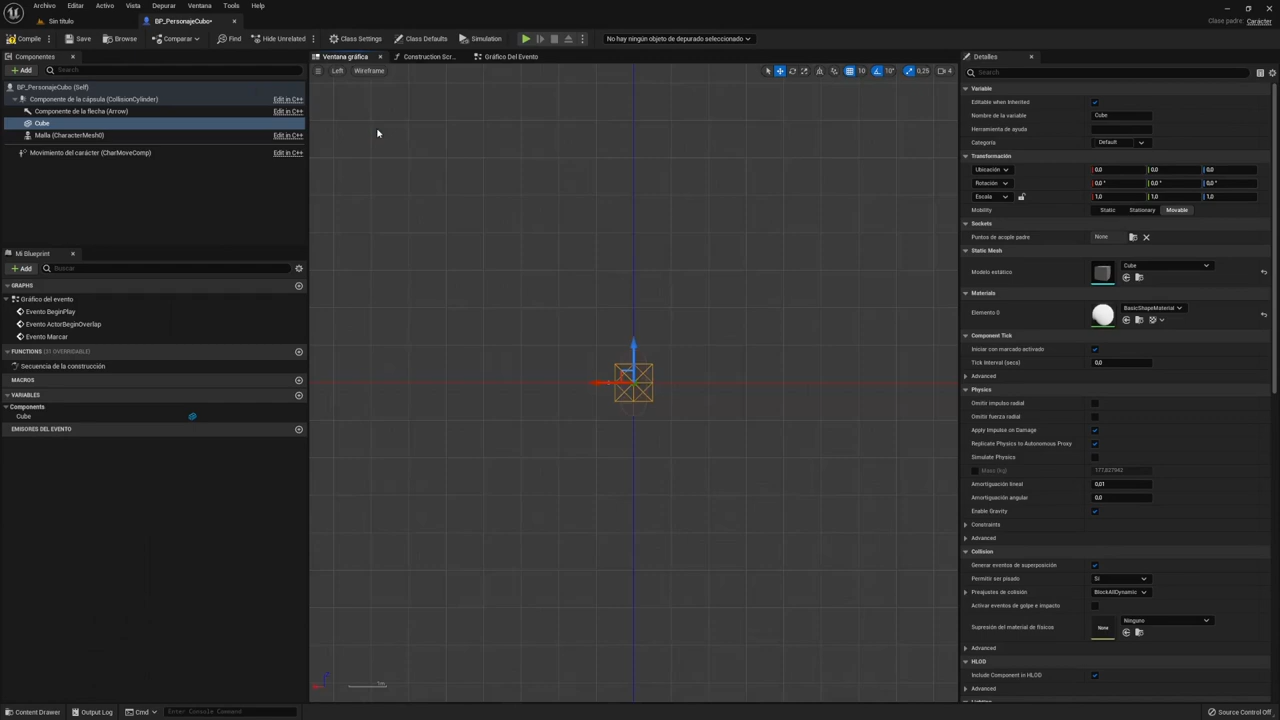 Archivo Editar Activo Vista Depurar Ventana Tools Help
Sin título
BP_PersonajeCubo*
Clase padre: Carácter
Compile Save Browse Comparar Find Hide Unrelated Class Settings Class Defaults Simulation No hay ningún objeto de depurado seleccionado
Componentes
Add Search
BP_PersonajeCubo (Self)
Componente de la cápsula (CollisionCylinder) Edit in C++
Componente de la flecha (Arrow) Edit in C++
Cube
Malla (CharacterMesh0) Edit in C++
Movimiento del carácter (CharMoveComp) Edit in C++
Mi Blueprint
Add Buscar
GRAPHS
Gráfico del evento
Evento BeginPlay
Evento ActorBeginOverlap
Evento Marcar
FUNCTIONS (31 OVERRIDABLE)
Secuencia de la construcción
MACROS
VARIABLES
Components
Cube
EMISORES DEL EVENTO
Ventana gráfica Construction Scr... Gráfico Del Evento
Left Wireframe 10 10° 0,25 4
Detalles
Search
Variable
Editable when Inherited
Nombre de la variable Cube
Herramienta de ayuda
Categoría Default
Transformación
Ubicación 0,0 0,0 0,0
Rotación 0,0 ° 0,0 ° 0,0 °
Escala 1,0 1,0 1,0
Mobility Static Stationary Movable
Sockets
Puntos de acople padre None
Static Mesh
Modelo estático Cube
Materials
Elemento 0 BasicShapeMaterial
Component Tick
Iniciar con marcado activado
Tick Interval (secs) 0,0
Advanced
Physics
Omitir impulso radial
Omitir fuerza radial
Apply Impulse on Damage
Replicate Physics to Autonomous Proxy
Simulate Physics
Mass (kg) 177,827942
Amortiguación lineal 0,01
Amortiguación angular 0,0
Enable Gravity
Constraints
Advanced
Collision
Generar eventos de superposición
Permitir ser pisado Sí
Preajustes de colisión BlockAllDynamic
Activar eventos de golpe e impacto
Supresión del material de físicos None Ninguno
Advanced
HLOD
Include Component in HLOD
Advanced
Content Drawer Output Log Cmd Enter Console Command Source Control Off